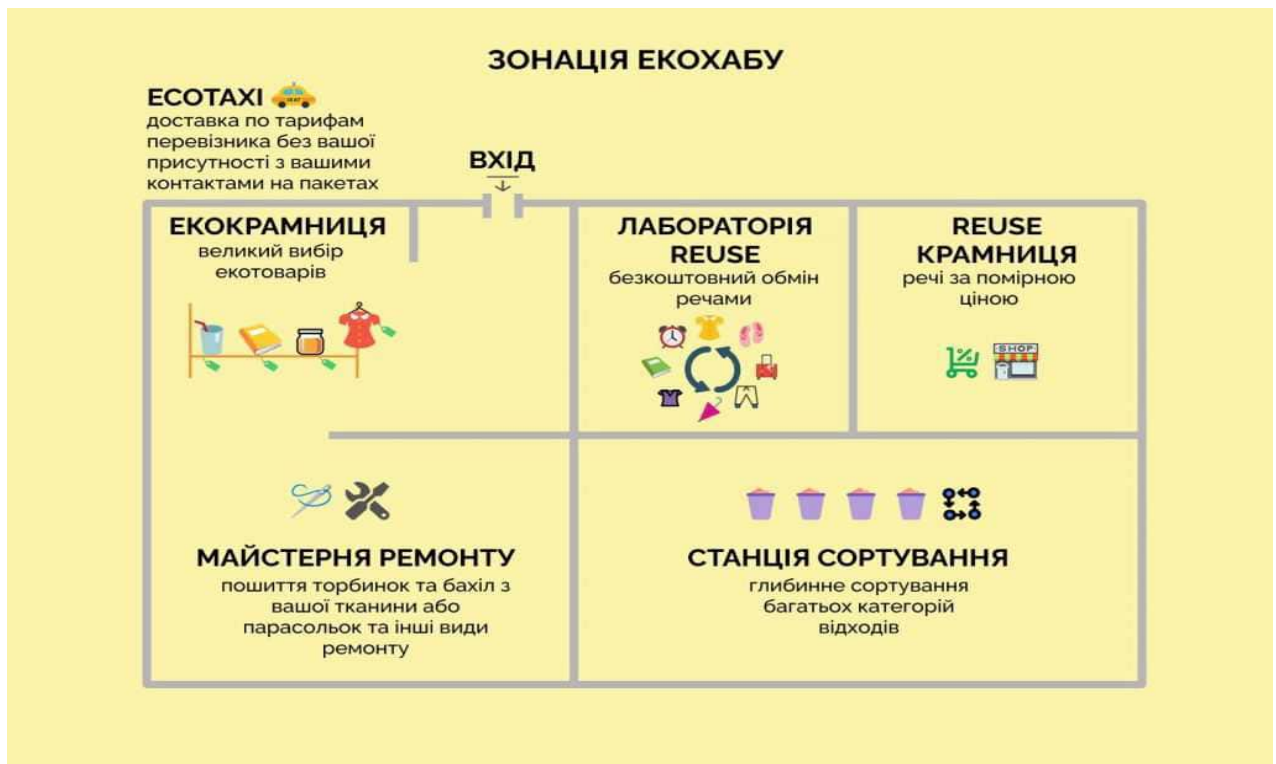 ЗОНАЦІЯ ЕКОХАБУ
ECOТАХІ
доставка по тарифам
перевізника без вашої
присутності з вашими
контактами на пакетах
ВХІД
ЕКОКРАМНИЦЯ
великий вибір
екотоварів
ЛАБОРАТОРІЯ
REUSE
безкоштовний обмін
речами
REUSE
КРАМНИЦЯ
речі за помірною
ціною
SHOP
МАЙСТЕРНЯ РЕМОНТУ
пошиття торбинок та бахіл з
вашої тканини або
парасольок та інші види
ремонту
СТАНЦІЯ СОРТУВАННЯ
глибинне сортування
багатьох категорій
відходів